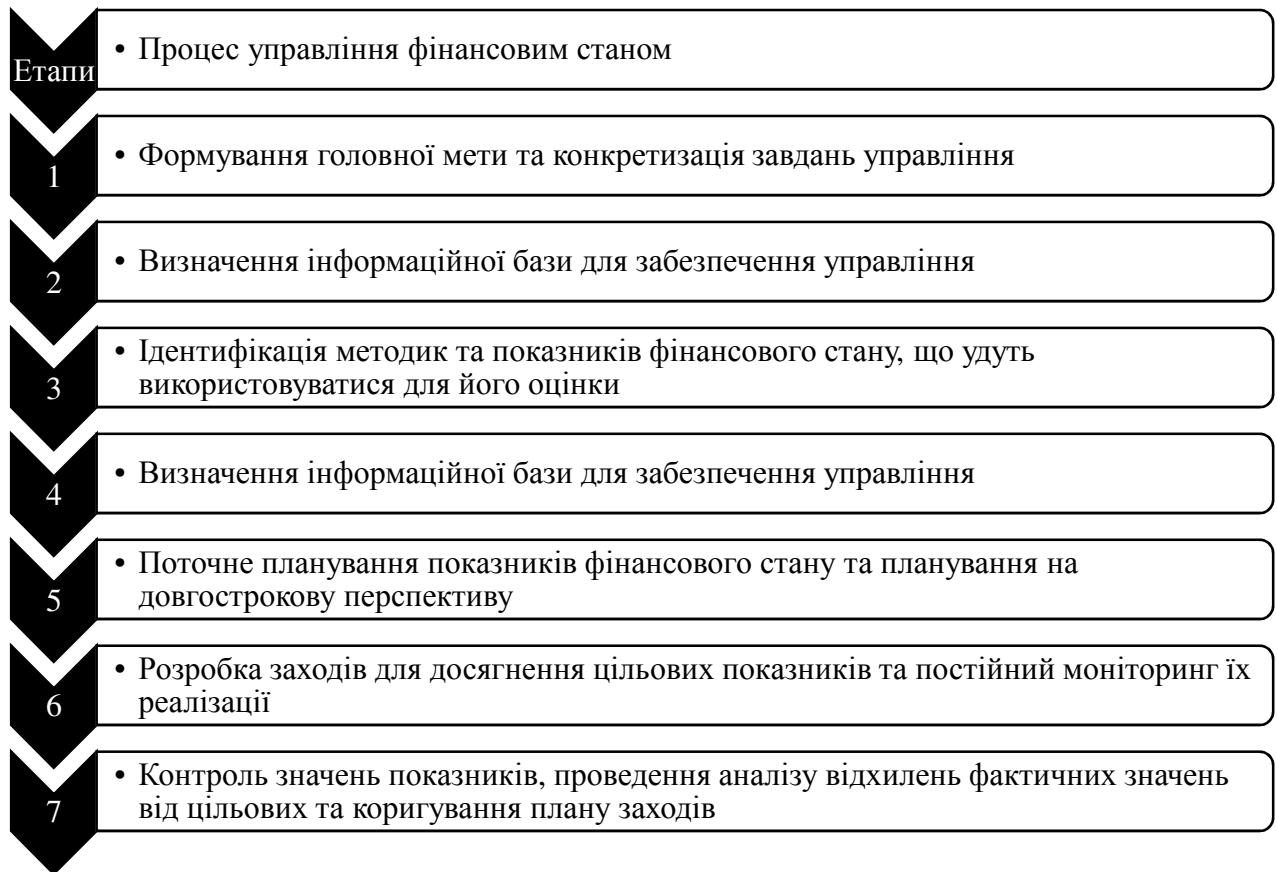 Етапи
• Процес управління фінансовим станом
1
• Формування головної мети та конкретизація завдань управління
2
• Визначення інформаційної бази для забезпечення управління
3
• Ідентифікація методик та показників фінансового стану, що удуть
використовуватися для його оцінки
4
• Визначення інформаційної бази для забезпечення управління
5
• Поточне планування показників фінансового стану та планування на
довгострокову перспективу
6
• Розробка заходів для досягнення цільових показників та постійний моніторинг їх
реалізації
7
• Контроль значень показників, проведення аналізу відхилень фактичних значень
від цільових та коригування плану заходів